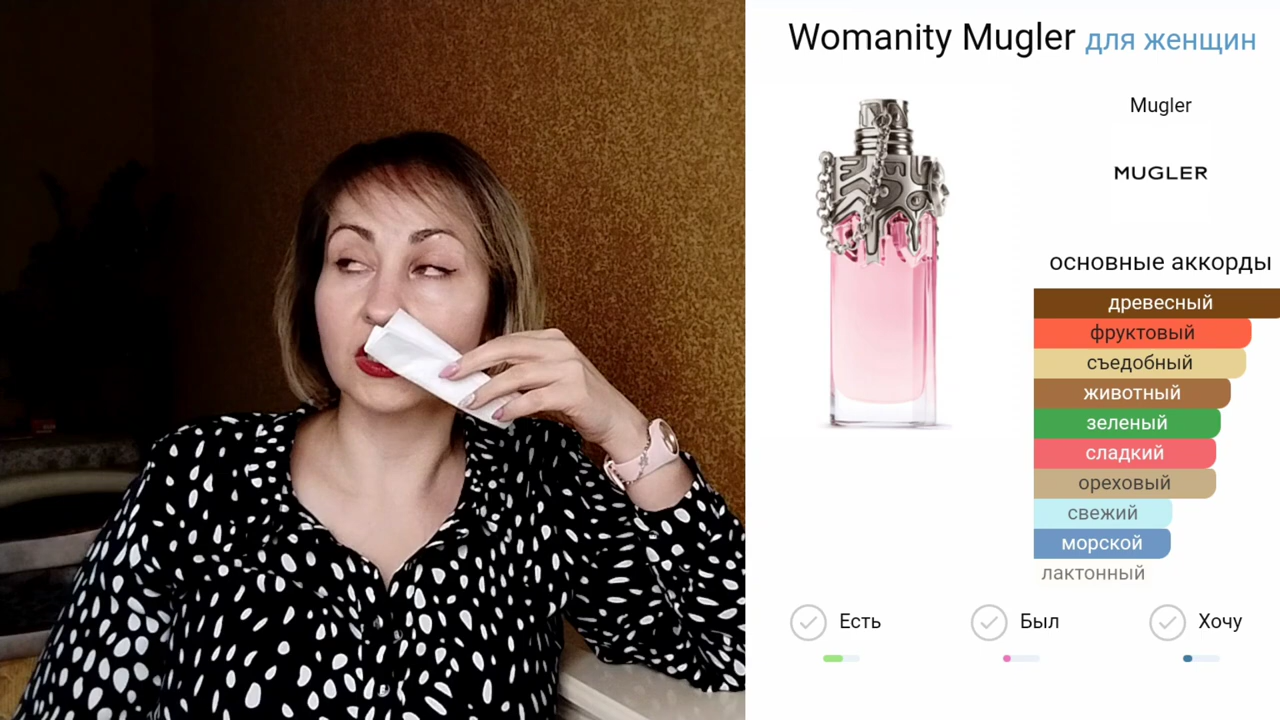 Womanity Mugler для женщин
Mugler
MUGLER
основные аккорды
древесный
фруктовый
съедобный
животный
зеленый
сладкий
ореховый
свежий
морской
лактонный
Есть
Был
Хочу